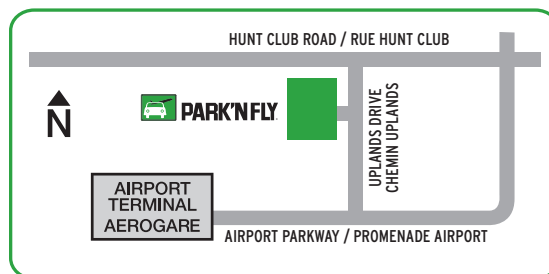 HUNT CLUB ROAD / RUE HUNT CLUB
N
PARK'N FLY
UPLANDS DRIVE
CHEMIN UPLANDS
AIRPORT
TERMINAL
AEROGARE
AIRPORT PARKWAY / PROMENADE AIRPORT